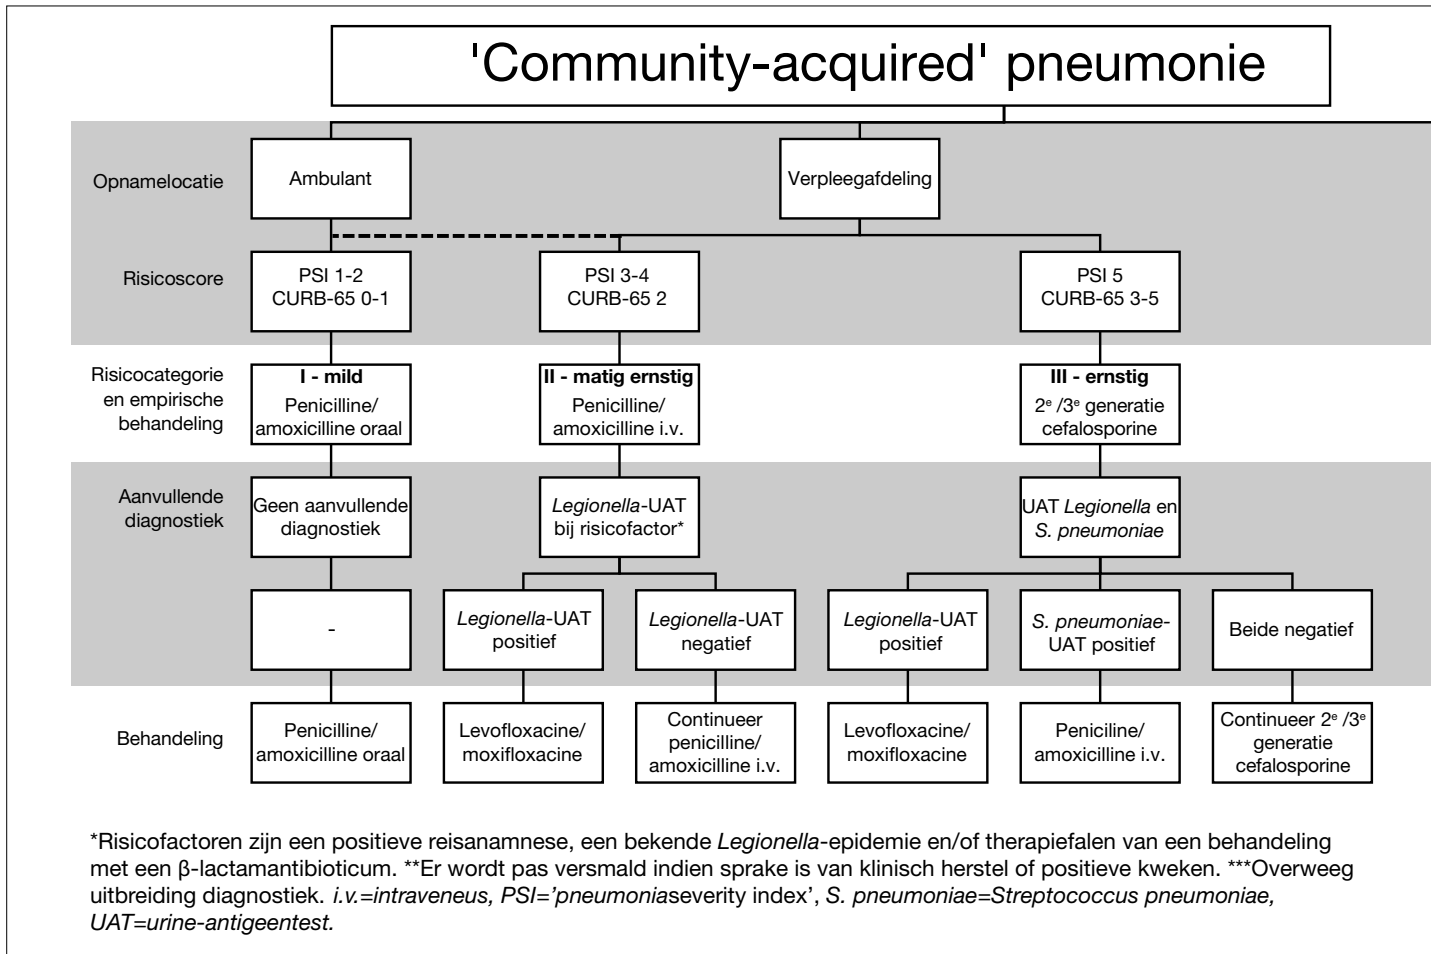 'Community-acquired' pneumonie
Opnamelocatie
Ambulant
Verpleegafdeling
Risicoscore
PSI 1-2
CURB-65 0-1
PSI 3-4
CURB-65 2
PSI 5
CURB-65 3-5
Risicocategorie
en empirische
behandeling
I - mild
Penicilline/
amoxicilline oraal
II - matig ernstig
Penicilline/
amoxicilline i.v.
III - ernstig
2e /3e generatie
cefalosporine
Aanvullende
diagnostiek
Geen aanvullende
diagnostiek
Legionella-UAT
bij risicofactor*
UAT Legionella en
S. pneumoniae
-
Legionella-UAT
positief
Legionella-UAT
negatief
Legionella-UAT
positief
S. pneumoniae-
UAT positief
Beide negatief
Behandeling
Penicilline/
amoxicilline oraal
Levofloxacine/
moxifloxacine
Continueer
penicilline/
amoxicilline i.v.
Levofloxacine/
moxifloxacine
Peniciline/
amoxicilline i.v.
Continueer 2e /3e
generatie
cefalosporine
*Risicofactoren zijn een positieve reisanamnese, een bekende Legionella-epidemie en/of therapiefalen van een behandeling
met een β-lactamantibioticum. **Er wordt pas versmald indien sprake is van klinisch herstel of positieve kweken. ***Overweeg
uitbreiding diagnostiek. i.v.=intraveneus, PSI=’pneumoniaseverity index’, S. pneumoniae=Streptococcus pneumoniae,
UAT=urine-antigeentest.